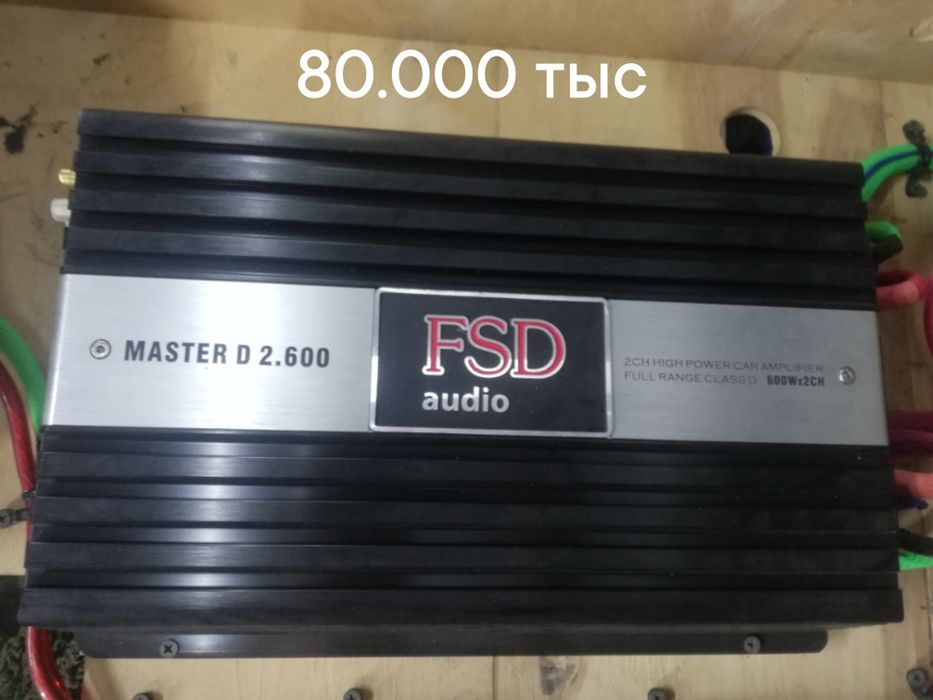 80.000 тыс
MASTER D 2.600
FSD
audio
2CH HIGH POWER CAR AMPLIFIER
FULL RANGE CLASS D 600Wx2CH